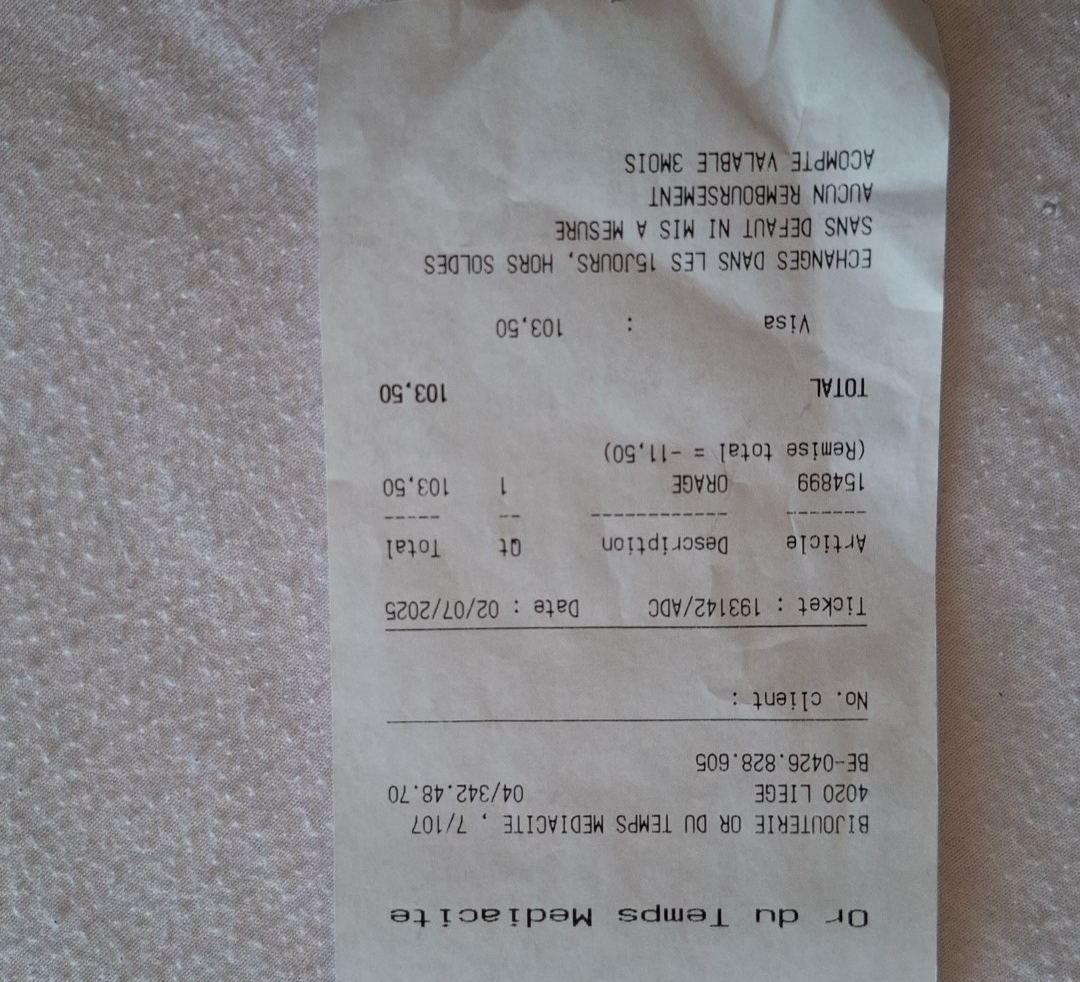 Or du Temps Mediacite
BIJOUTERIE OR DU TEMPS MEDIACITE , 7/107
4020 LIEGE 04/342.48.70
BE-0426.828.605
No. client :
Ticket : 193142/ADC Date : 02/07/2025
Article Description Qt Total
------- ------------ -- -----
154899 ORAGE 1 103,50
(Remise total = -11,50)
TOTAL 103,50
Visa : 103,50
ECHANGES DANS LES 15JOURS, HORS SOLDES
SANS DEFAUT NI MIS A MESURE
AUCUN REMBOURSEMENT
ACOMPTE VALABLE 3MOIS